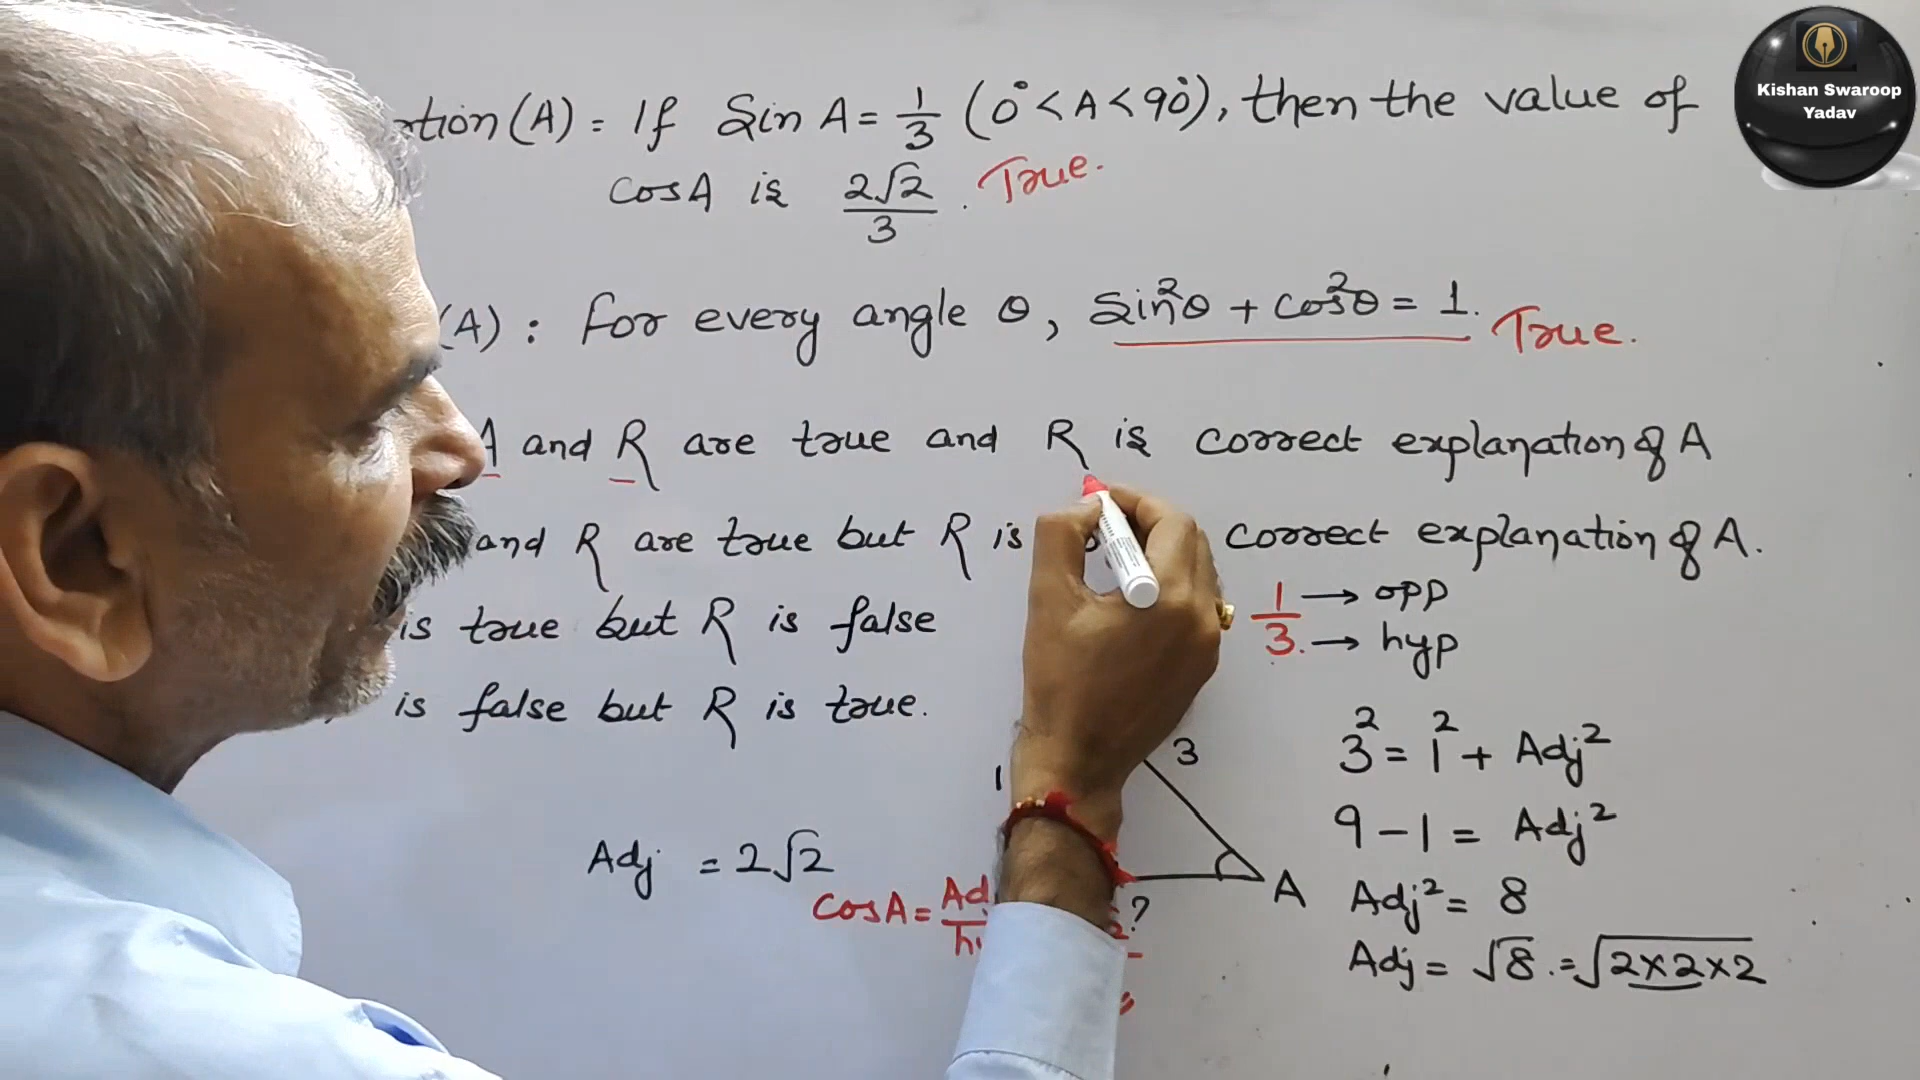 (A) : If Sin A = 1/3 (0° < A < 90°), then the value of
cosA is 2√2/3. True.
(A) : For every angle θ, Sin²θ + cos²θ = 1. True.
A and R are true and R is correct explanation of A
and R are true but R is correct explanation of A.
is true but R is false
is false but R is true.
1 → opp
3. → hyp
3² = 1² + Adj²
9 - 1 = Adj²
Adj² = 8
Adj = √8. = √2×2×2
1
3
A
?
Adj = 2√2
cosA =
Kishan Swaroop
Yadav